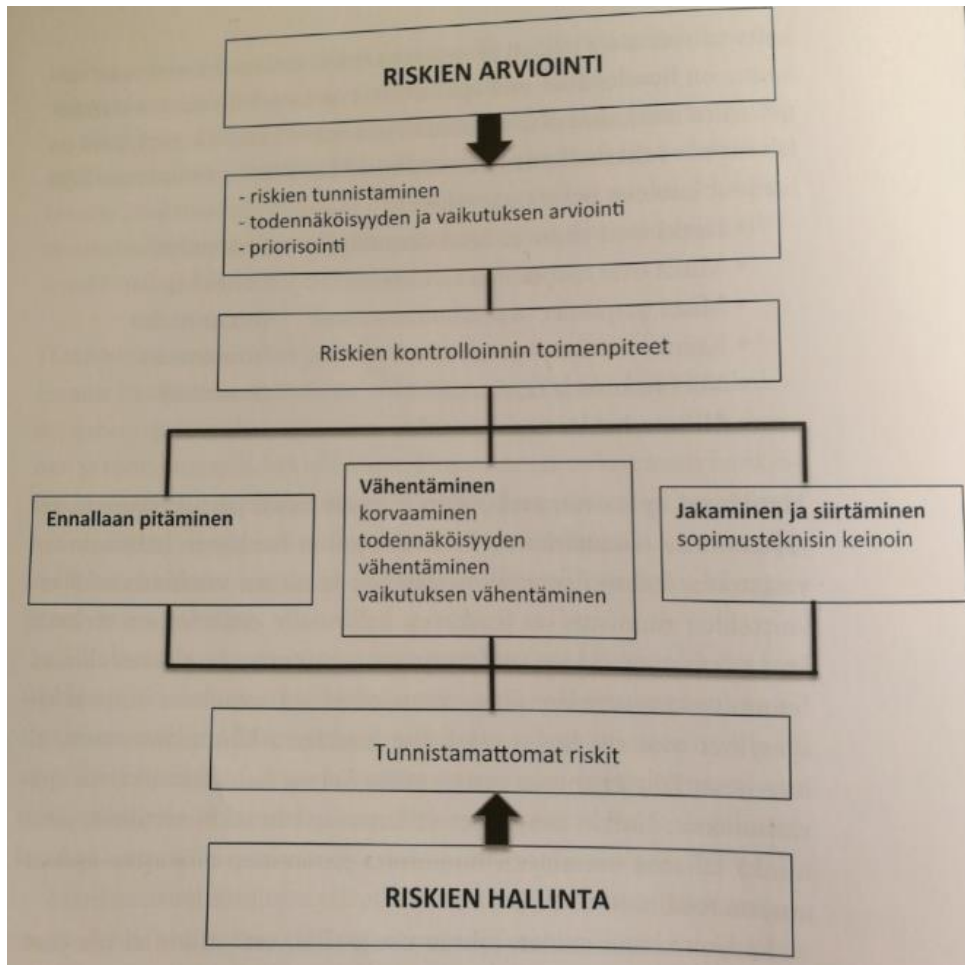 RISKIEN ARVIOINTI
- riskien tunnistaminen
- todennäköisyyden ja vaikutuksen arviointi
- priorisointi
Riskien kontrolloinnin toimenpiteet
Ennallaan pitäminen
Vähentäminen
korvaaminen
todennäköisyyden
vähentäminen
vaikutuksen vähentäminen
Jakaminen ja siirtäminen
sopimusteknisin keinoin
Tunnistamattomat riskit
RISKIEN HALLINTA